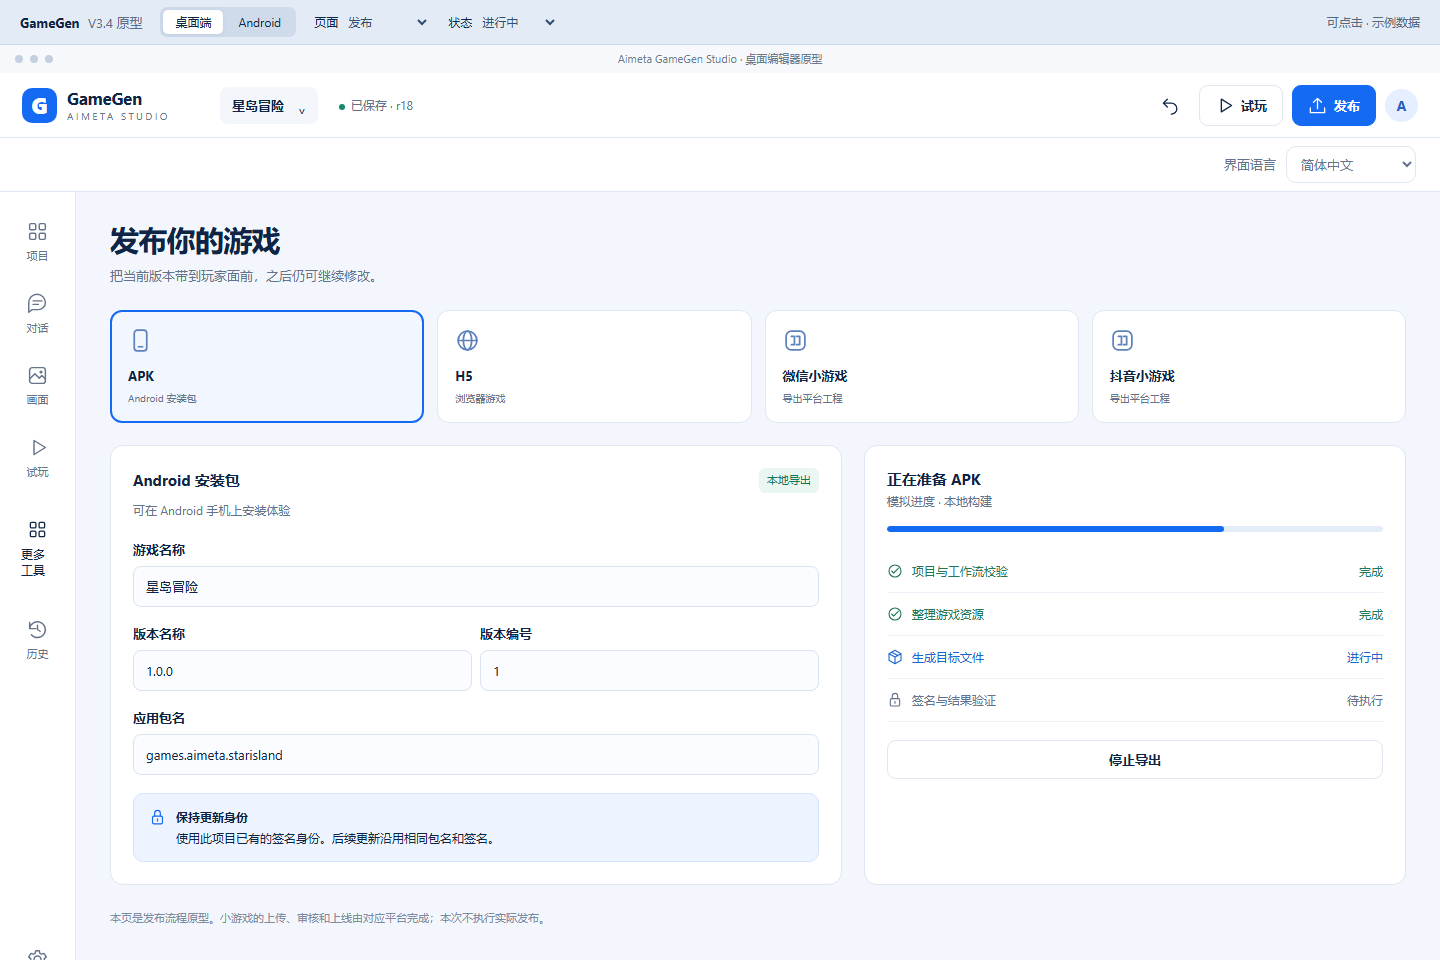 GameGen V3.4 原型 桌面端 Android 页面 发布 状态 进行中 可点击 · 示例数据
Aimeta GameGen Studio · 桌面编辑器原型
G GameGen
AIMETA STUDIO
星岛冒险 已保存 · r18 试玩 发布 A
界面语言 简体中文
项目
对话
画面
试玩
更多
工具
历史
发布你的游戏
把当前版本带到玩家面前，之后仍可继续修改。
APK
Android 安装包
H5
浏览器游戏
微信小游戏
导出平台工程
抖音小游戏
导出平台工程
Android 安装包 本地导出
可在 Android 手机上安装体验
游戏名称
星岛冒险
版本名称 版本编号
1.0.0 1
应用包名
games.aimeta.starisland
保持更新身份
使用此项目已有的签名身份。后续更新沿用相同包名和签名。
正在准备 APK
模拟进度 · 本地构建
项目与工作流校验 完成
整理游戏资源 完成
生成目标文件 进行中
签名与结果验证 待执行
停止导出
本页是发布流程原型。小游戏的上传、审核和上线由对应平台完成；本次不执行实际发布。